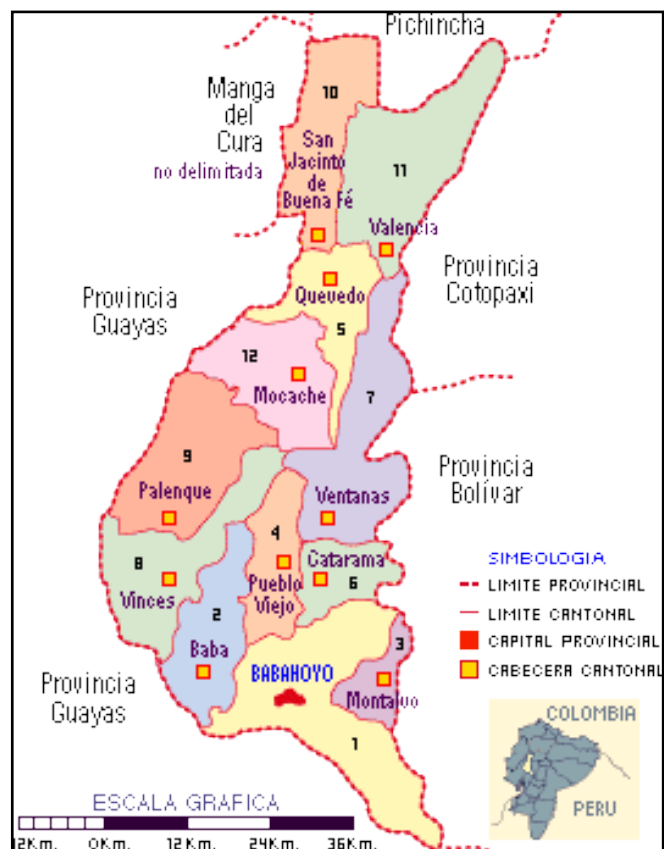 Pichincha
10
Manga
del
Cura
no delimitada
San
Jacinto
de
Buena Fé
11
Valencia
Provincia
Cotopaxi
Provincia
Guayas
Quevedo
5
12
Mocache
7
9
Palenque
Provincia
Bolívar
Ventanas
4
8
Vinces
Pueblo
Viejo
Catarama
6
2
Baba
3
BABAHOYO
Montalvo
Provincia
Guayas
1
SIMBOLOGIA
LIMITE PROVINCIAL
LIMITE CANTONAL
CAPITAL PROVINCIAL
CABECERA CANTONAL
COLOMBIA
PERU
ESCALA GRAFICA
12Km. 0Km. 12Km. 24Km. 36Km.